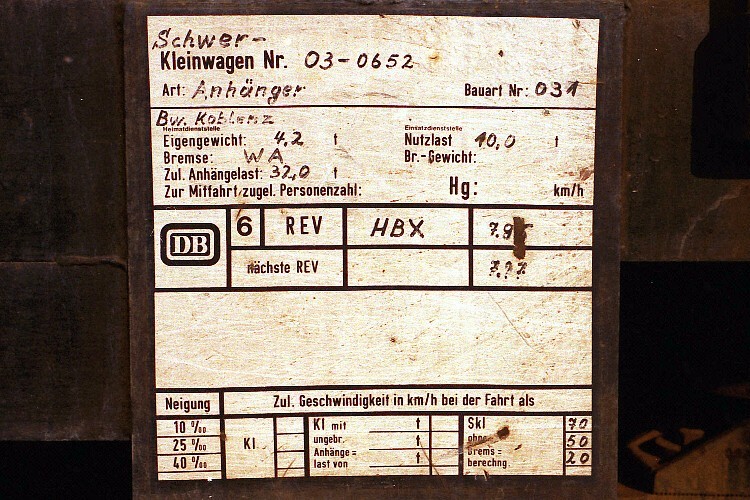 Schwer-
Kleinwagen Nr. 03-0652
Art: Anhänger Bauart Nr: 031
Bw. Koblenz
Heimatdienststelle Einsatzdienststelle
Eigengewicht: 4,2 t Nutzlast 10,0 t
Bremse: WA Br.-Gewicht:
Zul. Anhängelast: 32,0 t
Zur Mitfahrt zugel. Personenzahl: Hg: km/h
DB 6 REV HBX
nächste REV
Neigung Zul. Geschwindigkeit in km/h bei der Fahrt als
10 ‰ Kl Kl mit t Skl 70
25 ‰ ungebr. t ohne 50
40 ‰ Anhänge= t Brems= 20
last von berechng.